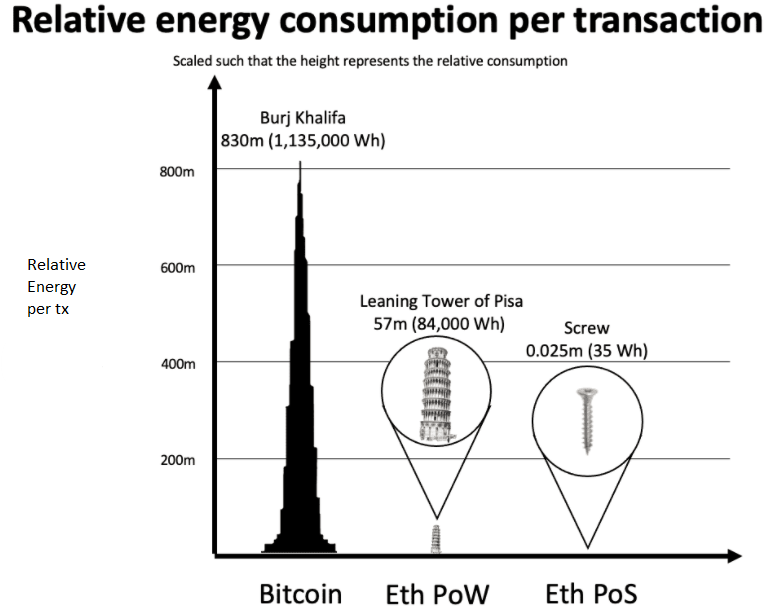 Relative energy consumption per transaction
Scaled such that the height represents the relative consumption
Burj Khalifa
830m (1,135,000 Wh)
800m
600m
Relative
Energy
per tx
Leaning Tower of Pisa
57m (84,000 Wh)
Screw
0.025m (35 Wh)
400m
200m
Bitcoin
Eth PoW
Eth PoS